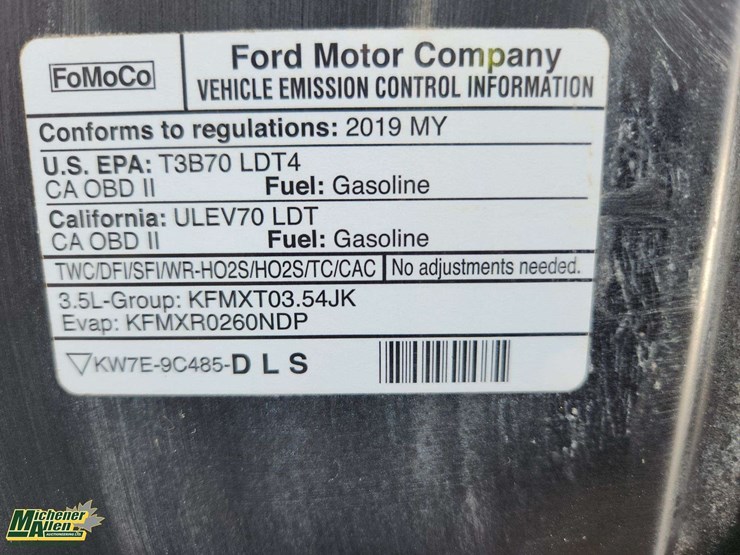 FoMoCo
Ford Motor Company
VEHICLE EMISSION CONTROL INFORMATION
Conforms to regulations: 2019 MY
U.S. EPA: T3B70 LDT4
CA OBD II Fuel: Gasoline
California: ULEV70 LDT
CA OBD II Fuel: Gasoline
TWC/DFI/SFI/WR-HO2S/HO2S/TC/CAC No adjustments needed.
3.5L-Group: KFMXT03.54JK
Evap: KFMXR0260NDP
KW7E-9C485-D L S
Michener
Allen
AUCTIONEERING LTD.